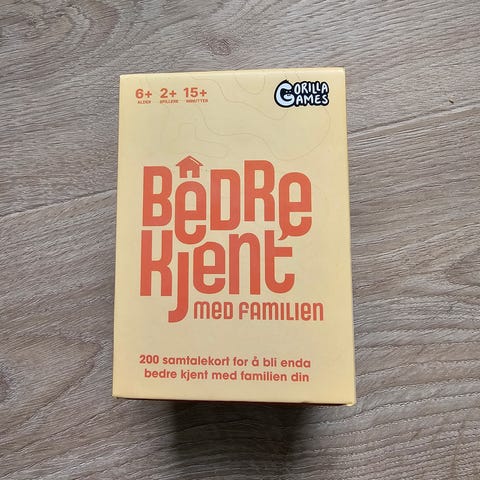 6+ 2+ 15+
ALDER SPILLERE MINUTTER
GORILLA
GAMES
BEDRE
KJENT
MED FAMILIEN
200 samtalekort for å bli enda
bedre kjent med familien din